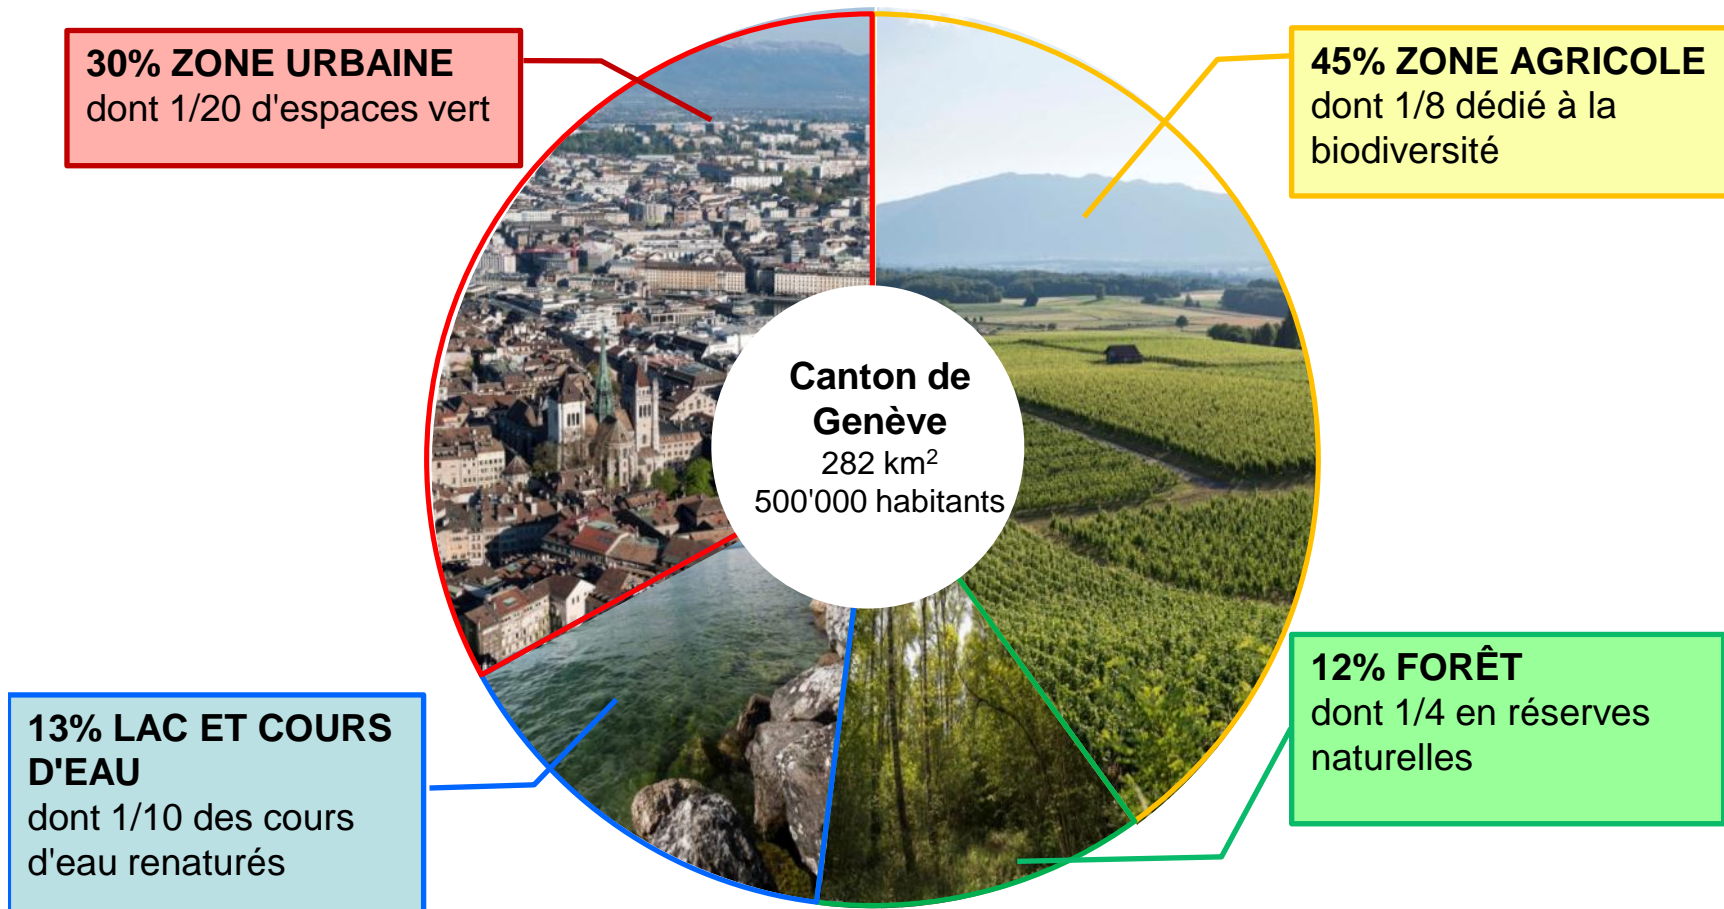 30% ZONE URBAINE
dont 1/20 d'espaces vert
45% ZONE AGRICOLE
dont 1/8 dédié à la
biodiversité
Canton de
Genève
282 km²
500'000 habitants
12% FORÊT
dont 1/4 en réserves
naturelles
13% LAC ET COURS
D'EAU
dont 1/10 des cours
d'eau renaturés